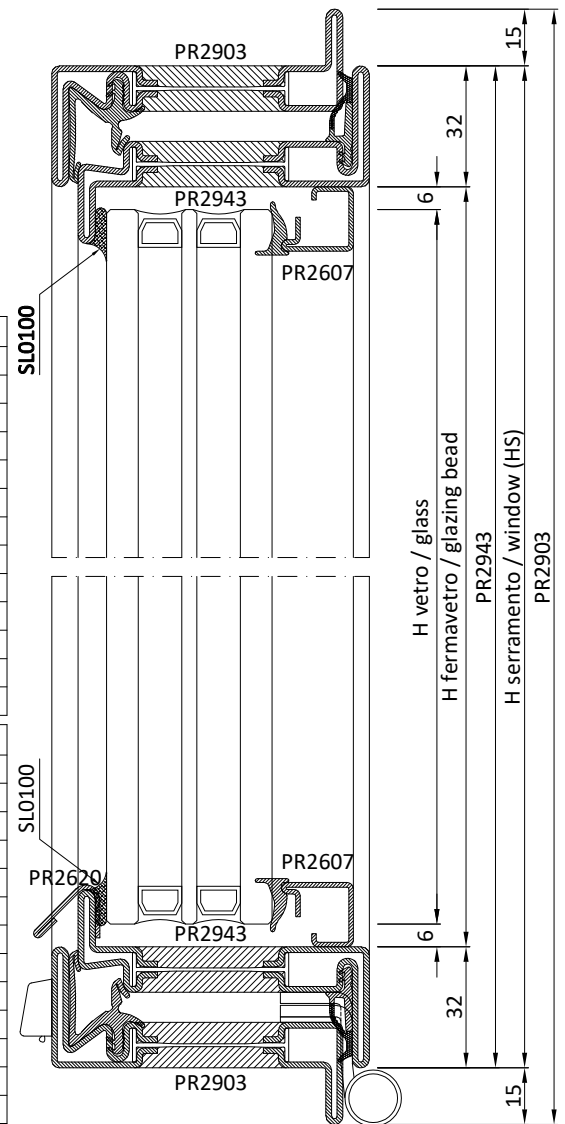 PR2903
15
32
PR2943
6
SL0100
PR2607
H vetro / glass
H fermavetro / glazing bead
PR2943
H serramento / window (HS)
PR2903
SL0100
PR2620
PR2607
PR2943
6
32
PR2903
15